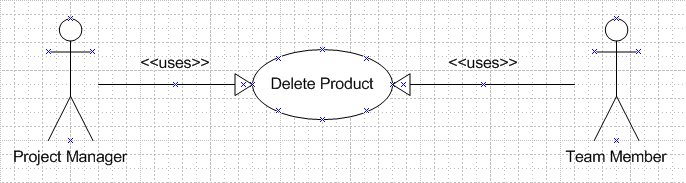 <<uses>>
<<uses>>
Delete Product
Project Manager
Team Member